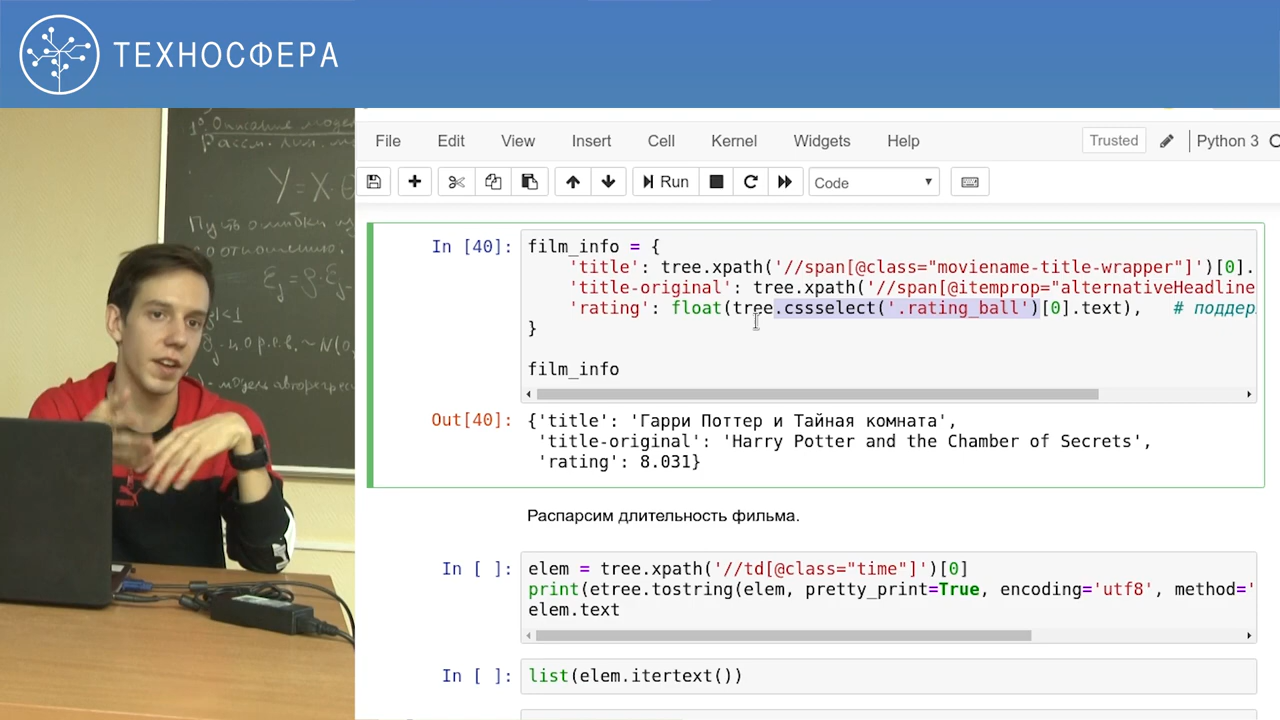 ТЕХНОСФЕРА
1° Описание
Y = X
Пусть ошибки
File Edit View Insert Cell Kernel Widgets Help Trusted Python 3
Run Code
In [40]: film_info = {
'title': tree.xpath('//span[@class="moviename-title-wrapper"]')[0].
'title-original': tree.xpath('//span[@itemprop="alternativeHeadline
'rating': float(tree.cssselect('.rating_ball')[0].text), # поддер
}
film_info
Out[40]: {'title': 'Гарри Поттер и Тайная комната',
'title-original': 'Harry Potter and the Chamber of Secrets',
'rating': 8.031}
Распарсим длительность фильма.
In [ ]: elem = tree.xpath('//td[@class="time"]')[0]
print(etree.tostring(elem, pretty_print=True, encoding='utf8', method='
elem.text
In [ ]: list(elem.itertext())